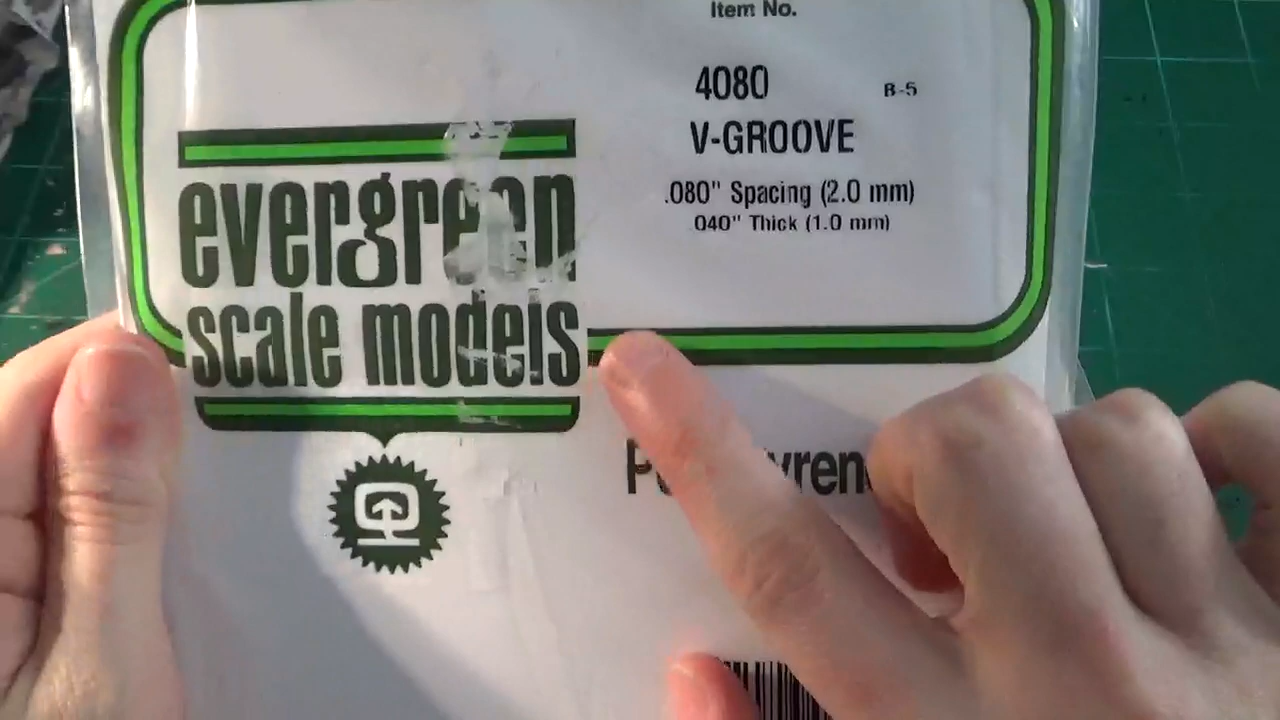 Item No.
4080 B-5
V-GROOVE
.080" Spacing (2.0 mm)
040" Thick (1.0 mm)
evergreen
scale models